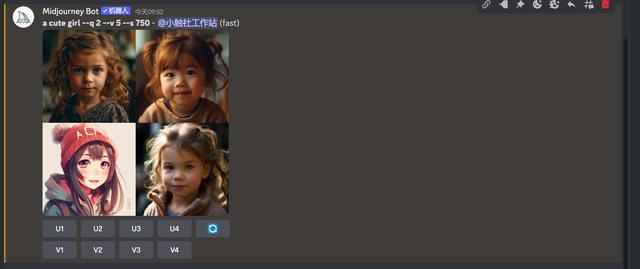 Midjourney Bot ✓机器人 今天09:52
a cute girl --q 2 --v 5 --s 750 - @小触社工作站 (fast)
U1 U2 U3 U4
V1 V2 V3 V4